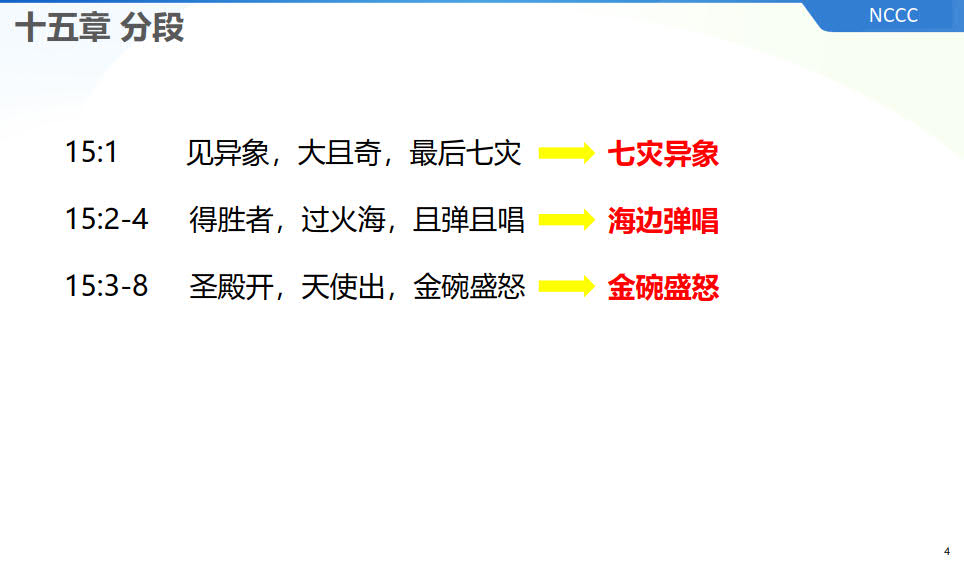 十五章 分段
NCCC
15:1 见异象，大且奇，最后七灾 七灾异象
15:2-4 得胜者，过火海，且弹且唱 海边弹唱
15:3-8 圣殿开，天使出，金碗盛怒 金碗盛怒
4